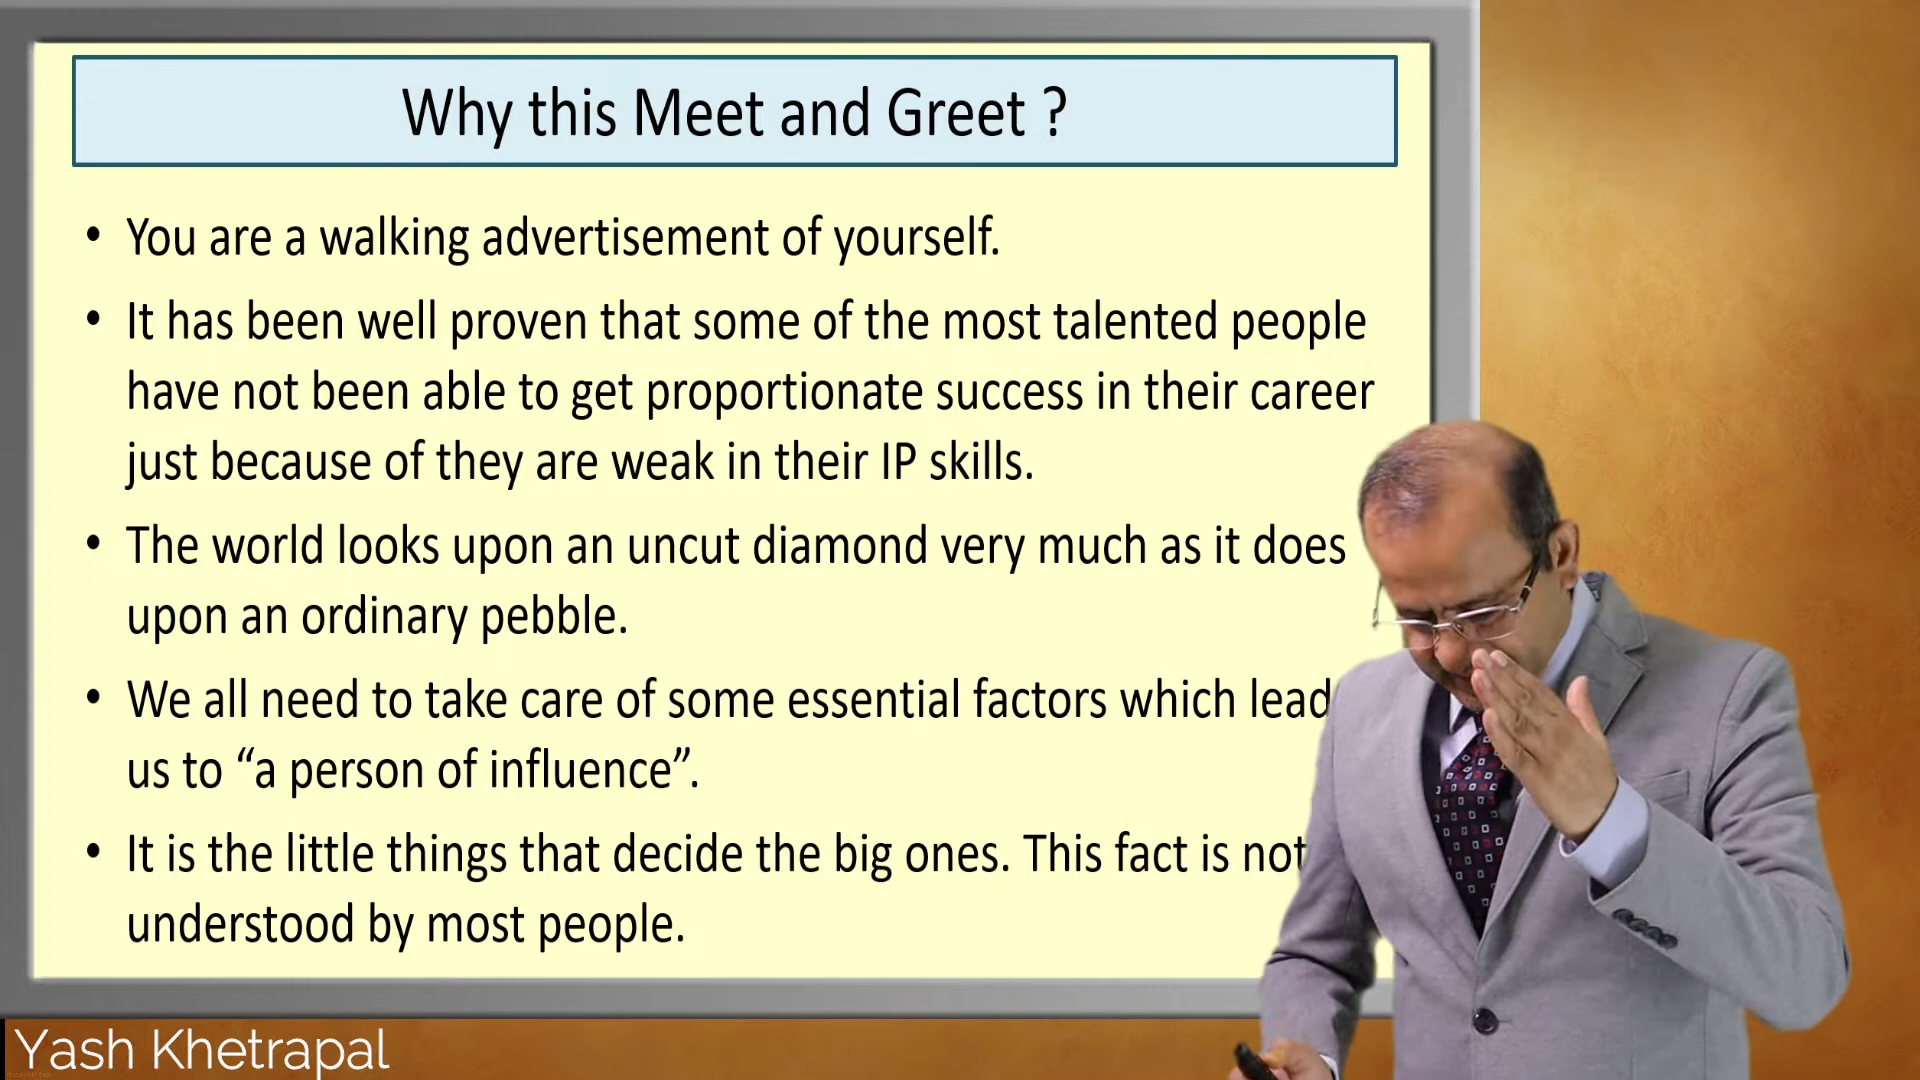 Why this Meet and Greet ?
• You are a walking advertisement of yourself.
• It has been well proven that some of the most talented people
have not been able to get proportionate success in their career
just because of they are weak in their IP skills.
• The world looks upon an uncut diamond very much as it does
upon an ordinary pebble.
• We all need to take care of some essential factors which lead
us to “a person of influence”.
• It is the little things that decide the big ones. This fact is not
understood by most people.
Yash Khetrapal